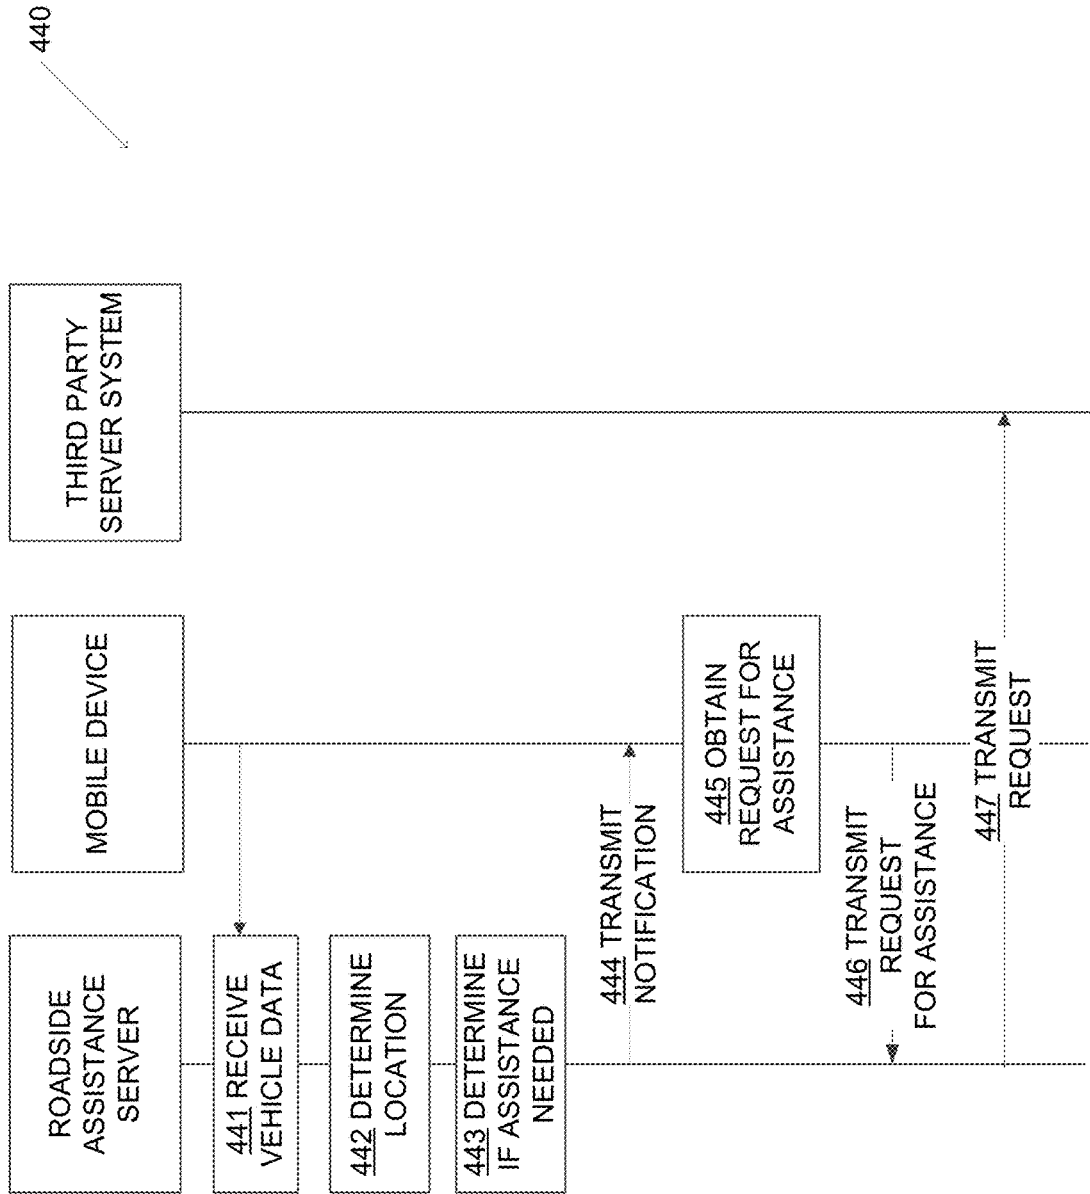 440
ROADSIDE
ASSISTANCE
SERVER
MOBILE DEVICE
THIRD PARTY
SERVER SYSTEM
441 RECEIVE
VEHICLE DATA
442 DETERMINE
LOCATION
443 DETERMINE
IF ASSISTANCE
NEEDED
444 TRANSMIT
NOTIFICATION
445 OBTAIN
REQUEST FOR
ASSISTANCE
446 TRANSMIT
REQUEST
FOR ASSISTANCE
447 TRANSMIT
REQUEST